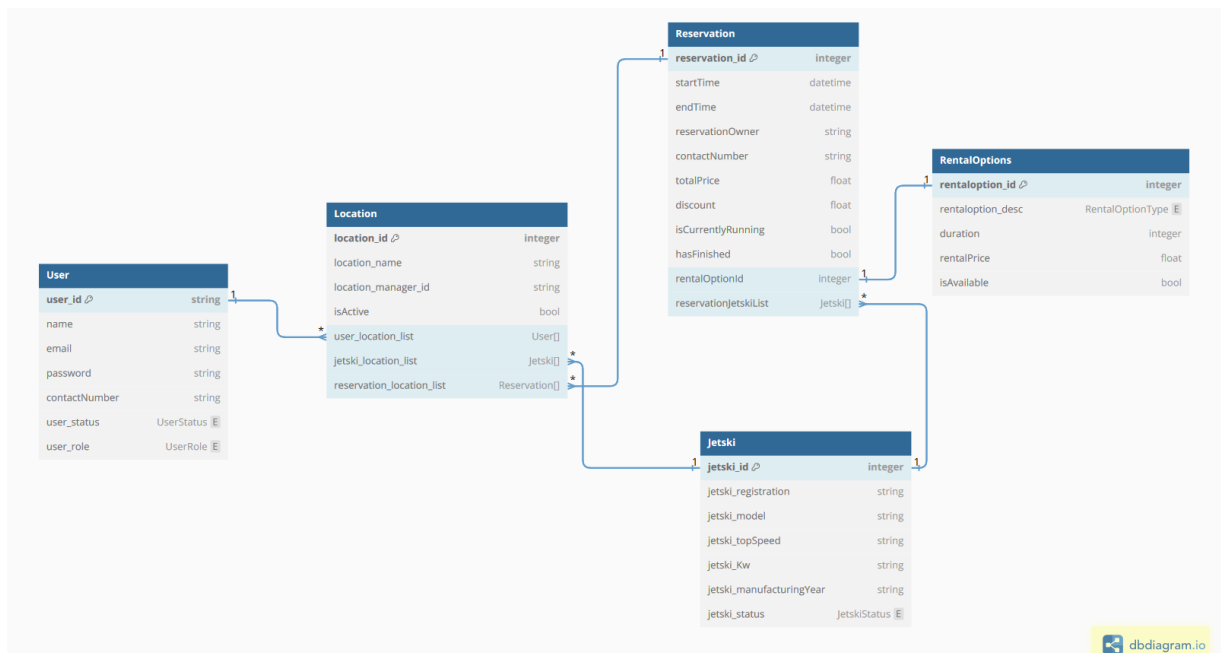 User
user_id string
name string
email string
password string
contactNumber string
user_status UserStatus E
user_role UserRole E
1
*
Location
location_id integer
location_name string
location_manager_id string
isActive bool
user_location_list User[]
jetski_location_list Jetski[]
reservation_location_list Reservation[]
*
*
1
Reservation
reservation_id integer
startTime datetime
endTime datetime
reservationOwner string
contactNumber string
totalPrice float
discount float
isCurrentlyRunning bool
hasFinished bool
rentalOptionId integer
reservationJetskiList Jetski[]
1
*
1
RentalOptions
rentaloption_id integer
rentaloption_desc RentalOptionType E
duration integer
rentalPrice float
isAvailable bool
1
1
Jetski
jetski_id integer
jetski_registration string
jetski_model string
jetski_topSpeed string
jetski_Kw string
jetski_manufacturingYear string
jetski_status JetskiStatus E
dbdiagram.io